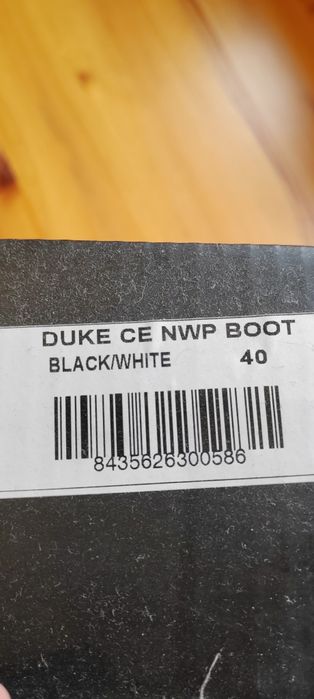 DUKE CE NWP BOOT
BLACK/WHITE 40
8435626300586